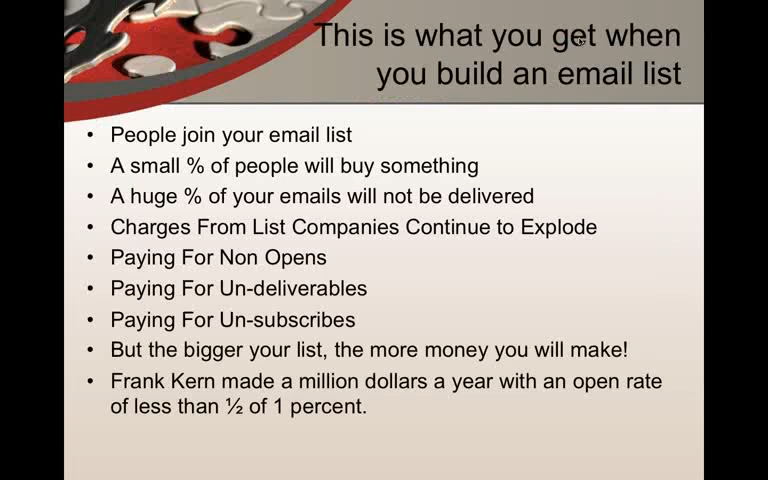 This is what you get when
you build an email list
• People join your email list
• A small % of people will buy something
• A huge % of your emails will not be delivered
• Charges From List Companies Continue to Explode
• Paying For Non Opens
• Paying For Un-deliverables
• Paying For Un-subscribes
• But the bigger your list, the more money you will make!
• Frank Kern made a million dollars a year with an open rate
of less than ½ of 1 percent.